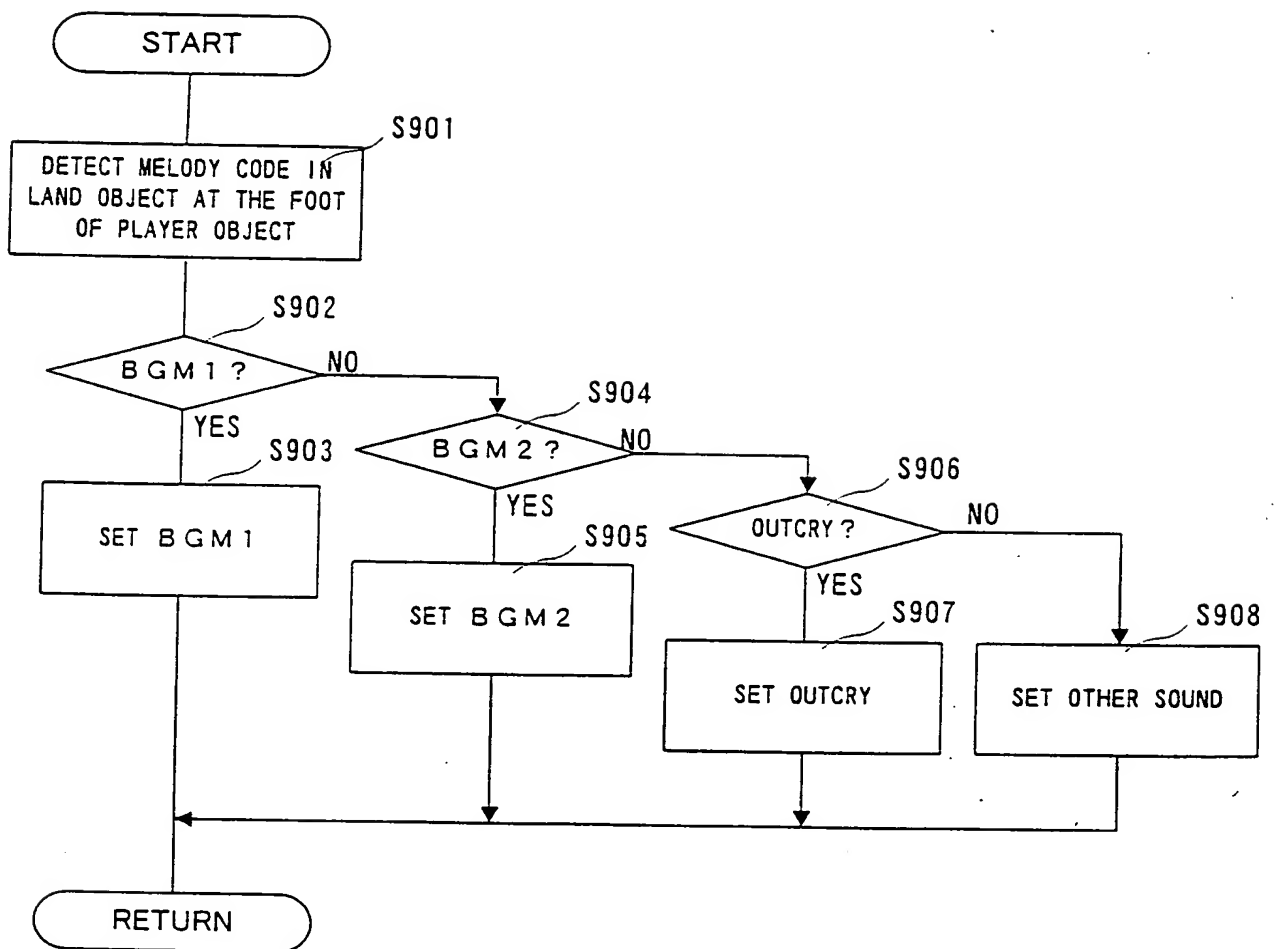 START
S901
DETECT MELODY CODE IN
LAND OBJECT AT THE FOOT
OF PLAYER OBJECT
S902
BGM1?
NO
YES
S904
BGM2?
NO
YES
S903
SET BGM1
S906
OUTCRY?
NO
YES
S905
SET BGM2
S907
SET OUTCRY
S908
SET OTHER SOUND
RETURN